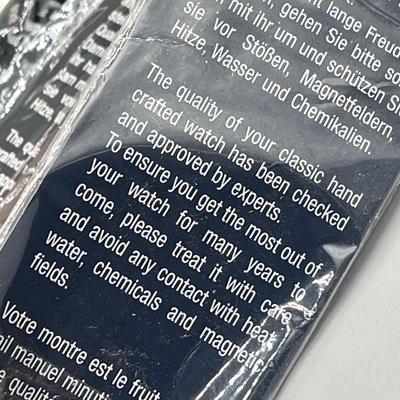 lange Freud
mit ihr um und schützen S
gehen Sie bitte so
sie vor Stößen, Magnetfeldern,
Hitze, Wasser und Chemikalien.
The quality of your classic hand
crafted watch has been checked
and approved by experts.
To ensure you get the most out of
your watch for many years to
come, please treat it with care
and avoid any contact with heat
water, chemicals and magnetic
fields.
Votre montre est le fruit
ail manuel minuti
e qualité